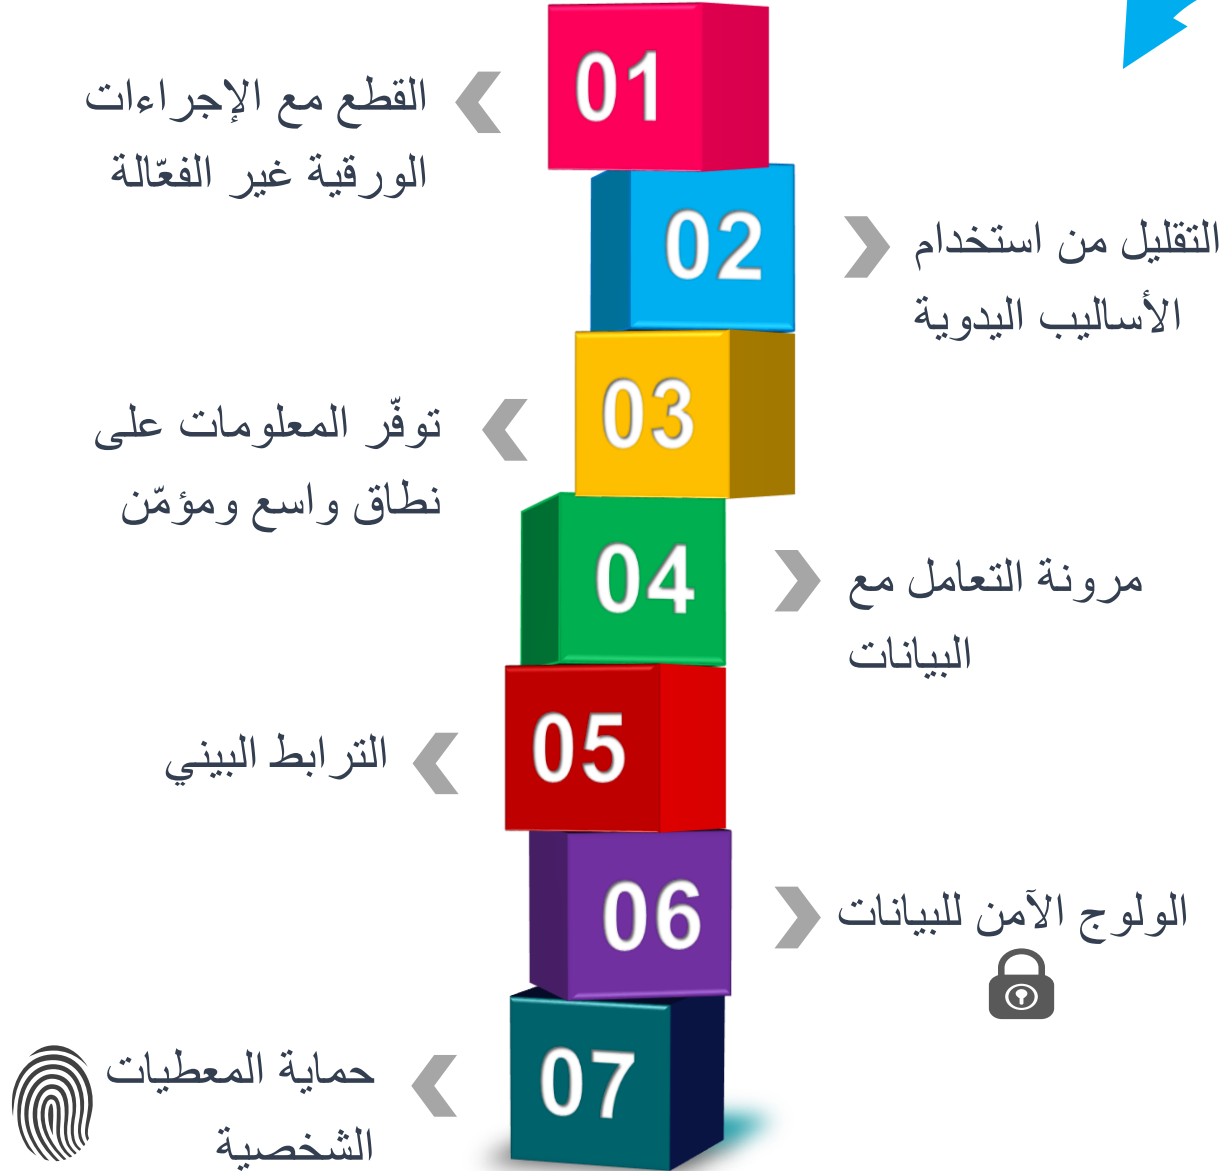 01
القطع مع الإجراءات
الورقية غير الفعّالة
02
التقليل من استخدام
الأساليب اليدوية
03
توفّر المعلومات على
نطاق واسع ومؤمّن
04
مرونة التعامل مع
البيانات
05
الترابط البيني
06
الولوج الآمن للبيانات
07
حماية المعطيات
الشخصية